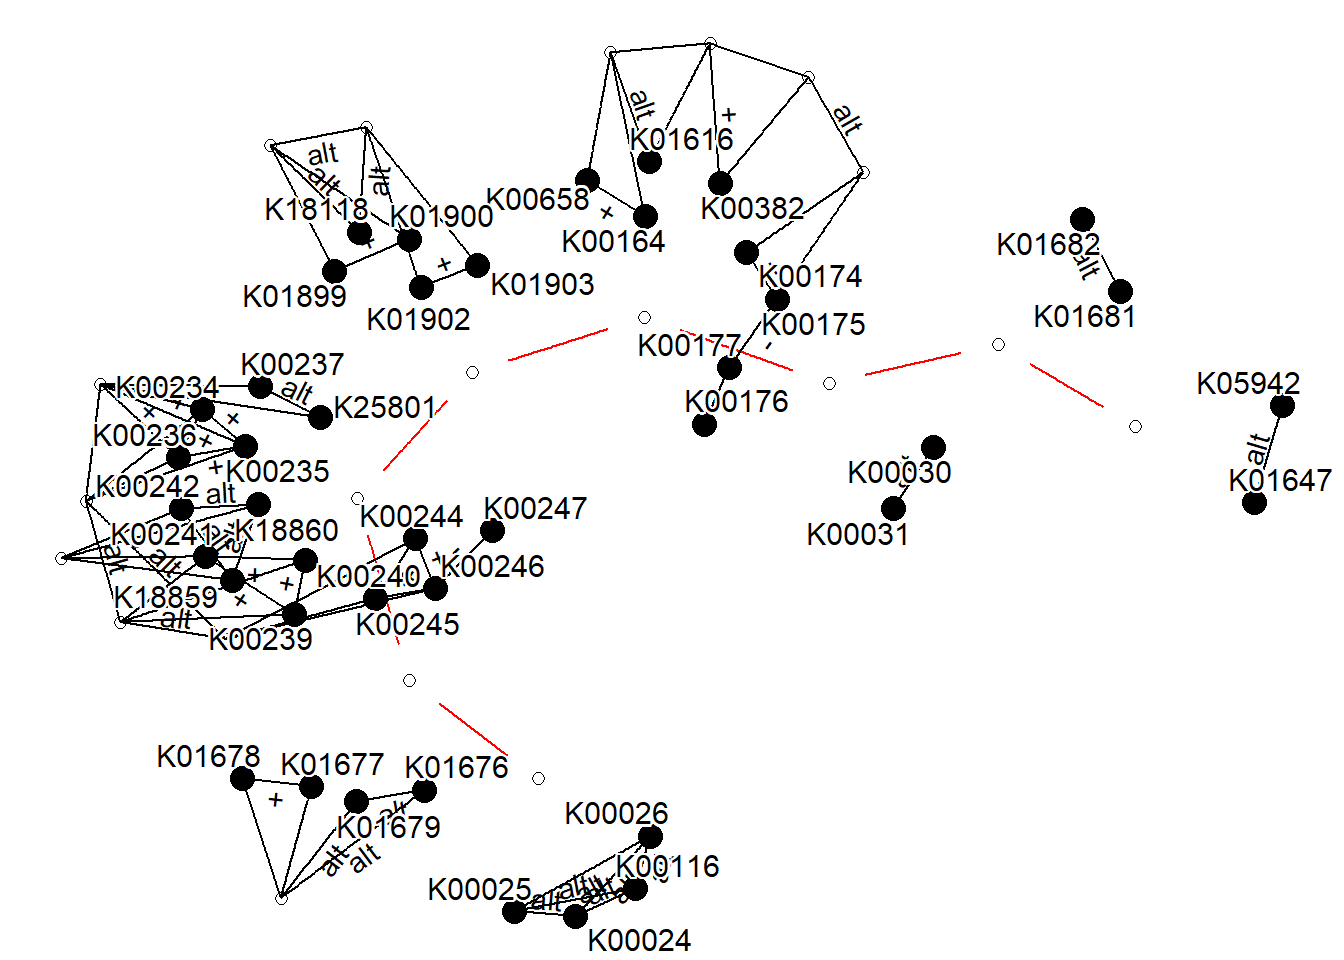 alt
alt
+
K01616
alt
alt
alt
K18118
K01900
K00658
+
K00382
K01682
alt
+
+
K00164
K00174
K01899
K01903
K01681
K01902
K00175
K00177
-
K00237
K00234
alt
K25801
K00176
K05942
+
+
+
K00236
+
K00235
K00030
alt
K01647
K00242
alt
K00244
K00247
K00031
K00241
K18860
alt
alt
alt
+
K00246
K00240
+
+
K18859
+
alt
K00239
K00245
K01678
K01677
K01676
+
alt
K01679
alt
alt
K00026
K00116
K00025
alt
alt
alt
K00024